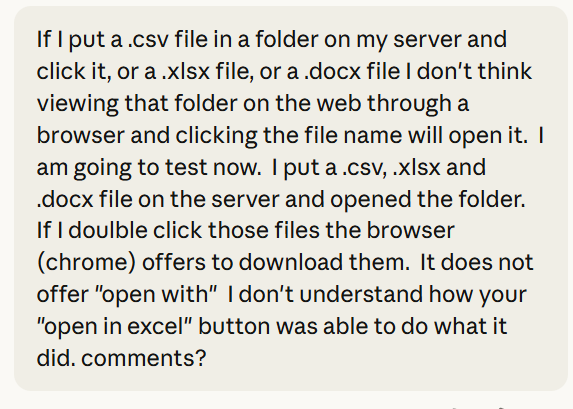 If I put a .csv file in a folder on my server and
click it, or a .xlsx file, or a .docx file I don't think
viewing that folder on the web through a
browser and clicking the file name will open it.  I
am going to test now.  I put a .csv, .xlsx and
.docx file on the server and opened the folder.
If I doulble click those files the browser
(chrome) offers to download them.  It does not
offer "open with"  I don't understand how your
"open in excel" button was able to do what it
did. comments?